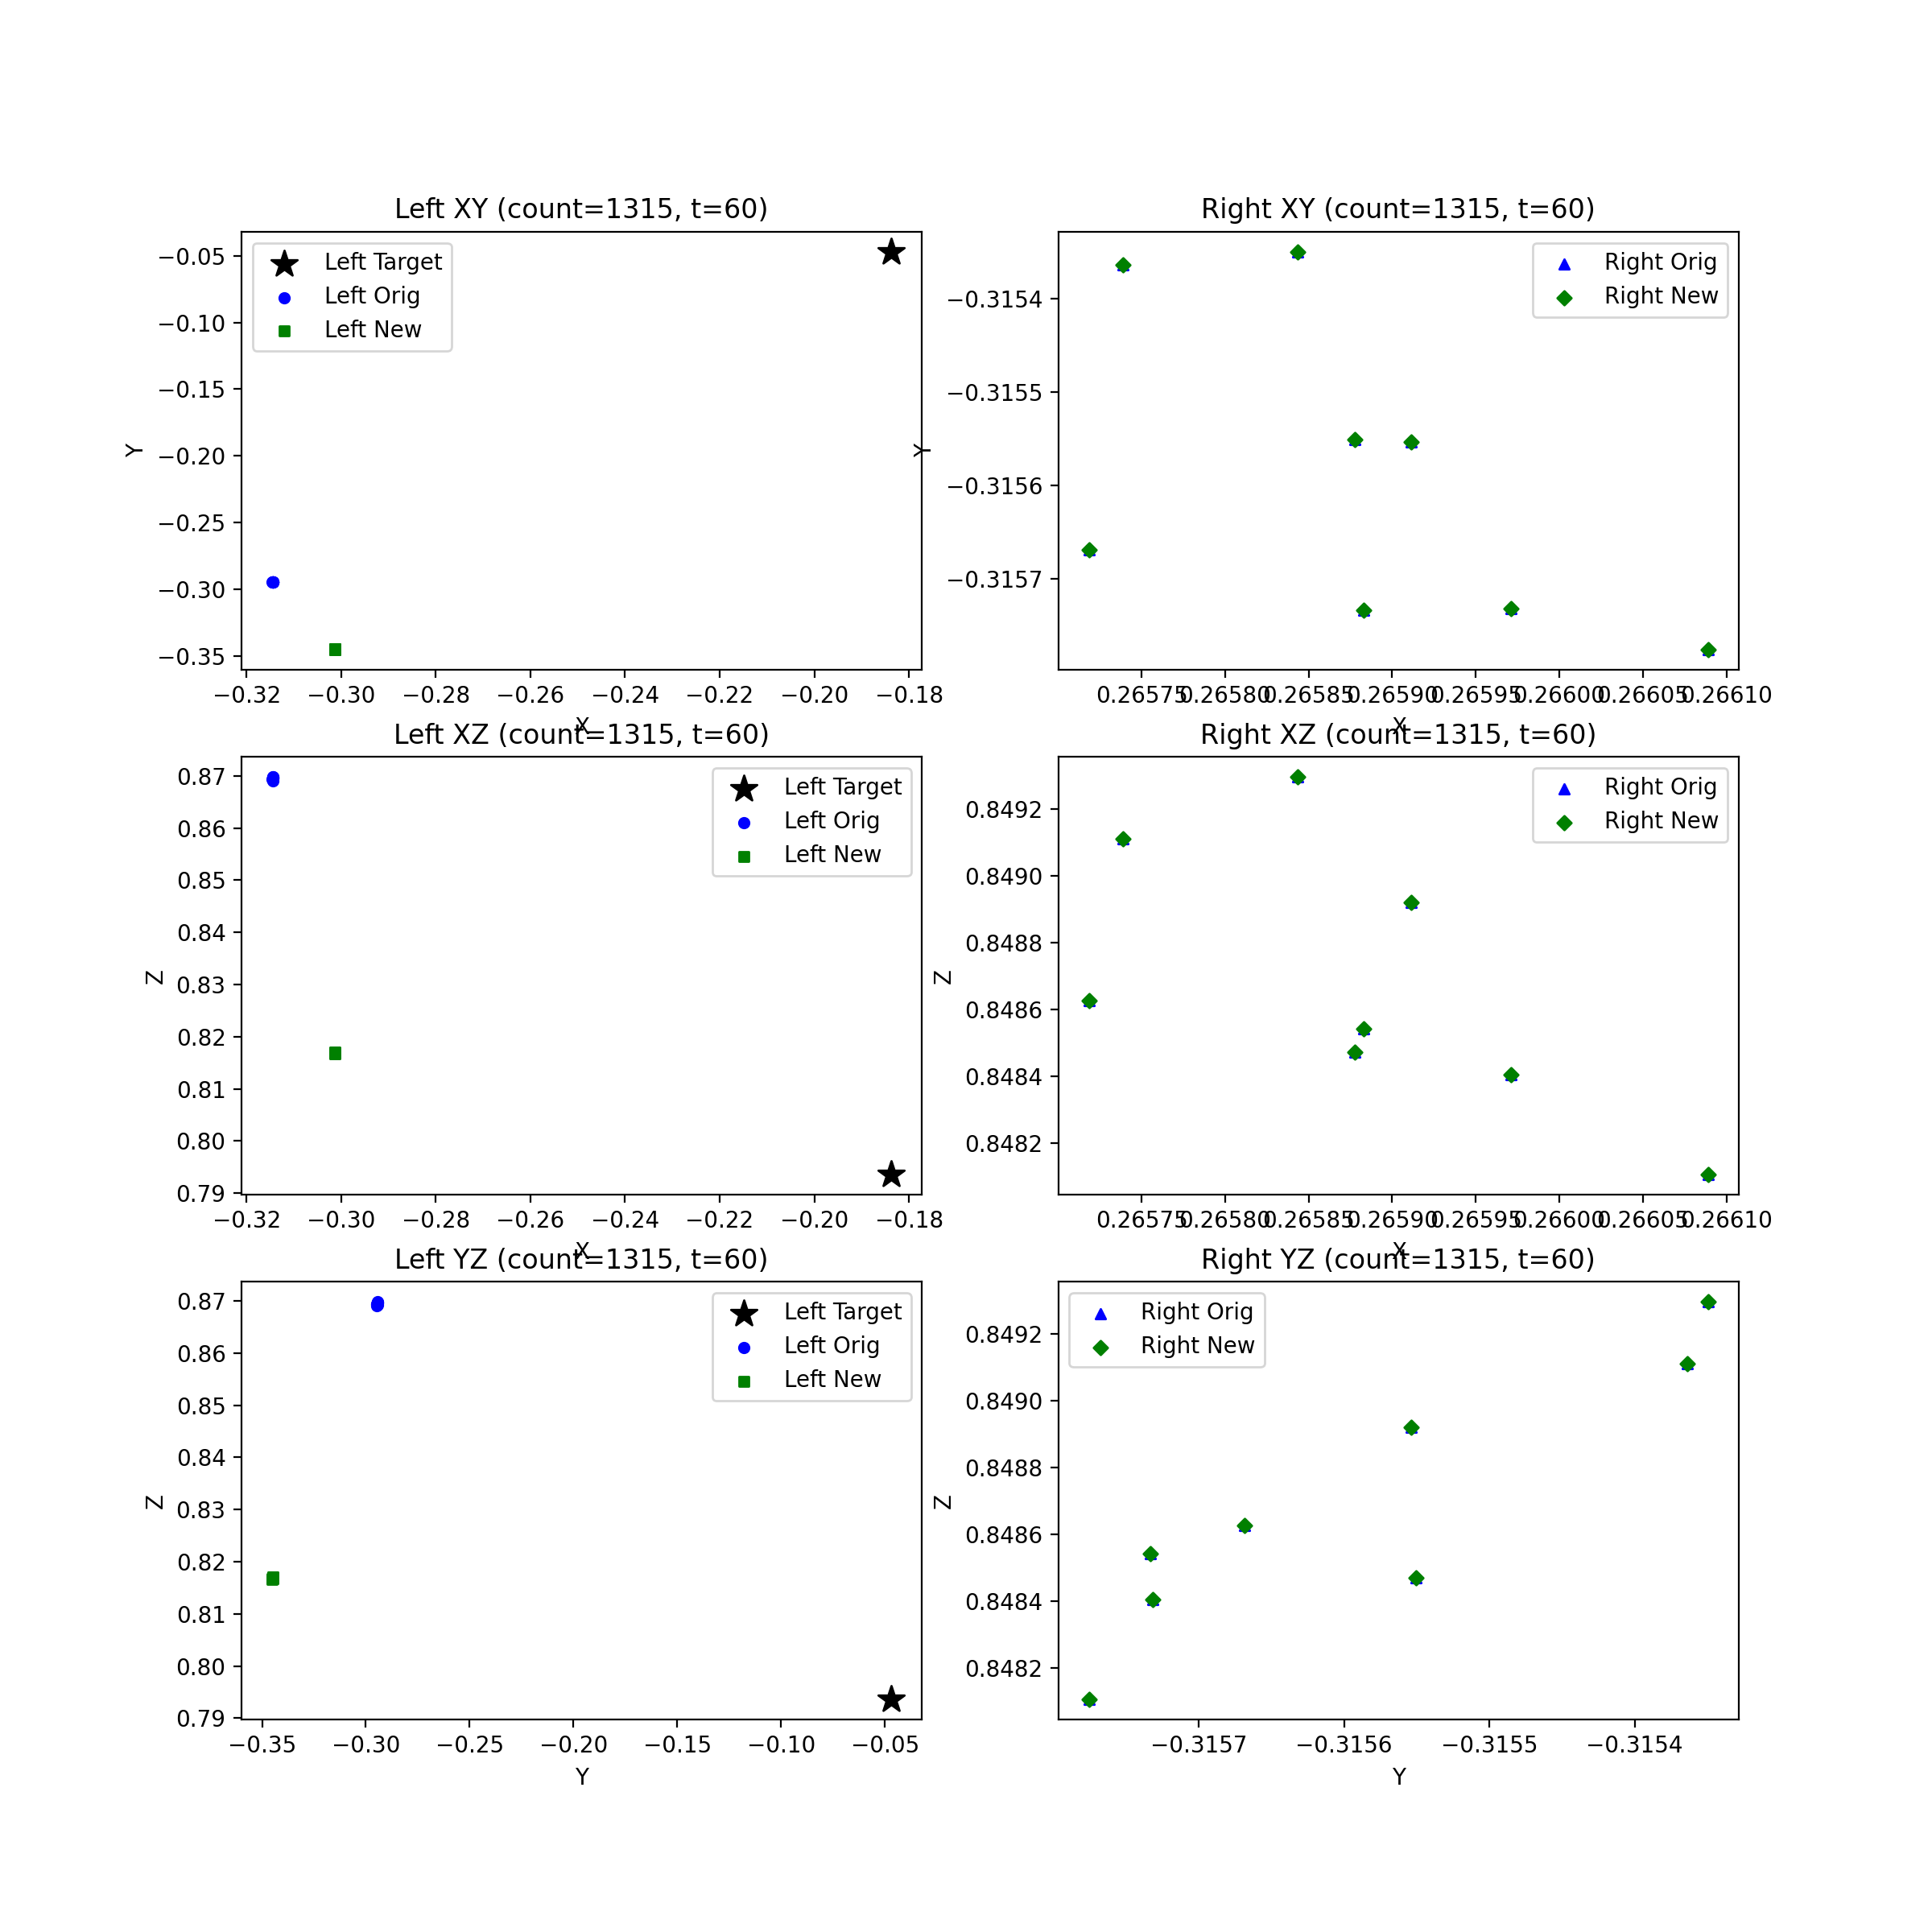 Left XY (count=1315, t=60)
Left Target
Left Orig
Left New
−0.05
−0.10
−0.15
−0.20
−0.25
−0.30
−0.35
Y
−0.32 −0.30 −0.28 −0.26 −0.24 −0.22 −0.20 −0.18
X
Right XY (count=1315, t=60)
Right Orig
Right New
−0.3154
−0.3155
−0.3156
−0.3157
Y
0.26575 0.26580 0.26585 0.26590 0.26595 0.26600 0.26605 0.26610
X
Left XZ (count=1315, t=60)
Left Target
Left Orig
Left New
0.87
0.86
0.85
0.84
0.83
0.82
0.81
0.80
0.79
Z
−0.32 −0.30 −0.28 −0.26 −0.24 −0.22 −0.20 −0.18
X
Right XZ (count=1315, t=60)
Right Orig
Right New
0.8492
0.8490
0.8488
0.8486
0.8484
0.8482
Z
0.26575 0.26580 0.26585 0.26590 0.26595 0.26600 0.26605 0.26610
X
Left YZ (count=1315, t=60)
Left Target
Left Orig
Left New
0.87
0.86
0.85
0.84
0.83
0.82
0.81
0.80
0.79
Z
−0.35 −0.30 −0.25 −0.20 −0.15 −0.10 −0.05
Y
Right YZ (count=1315, t=60)
Right Orig
Right New
0.8492
0.8490
0.8488
0.8486
0.8484
0.8482
Z
−0.3157 −0.3156 −0.3155 −0.3154
Y